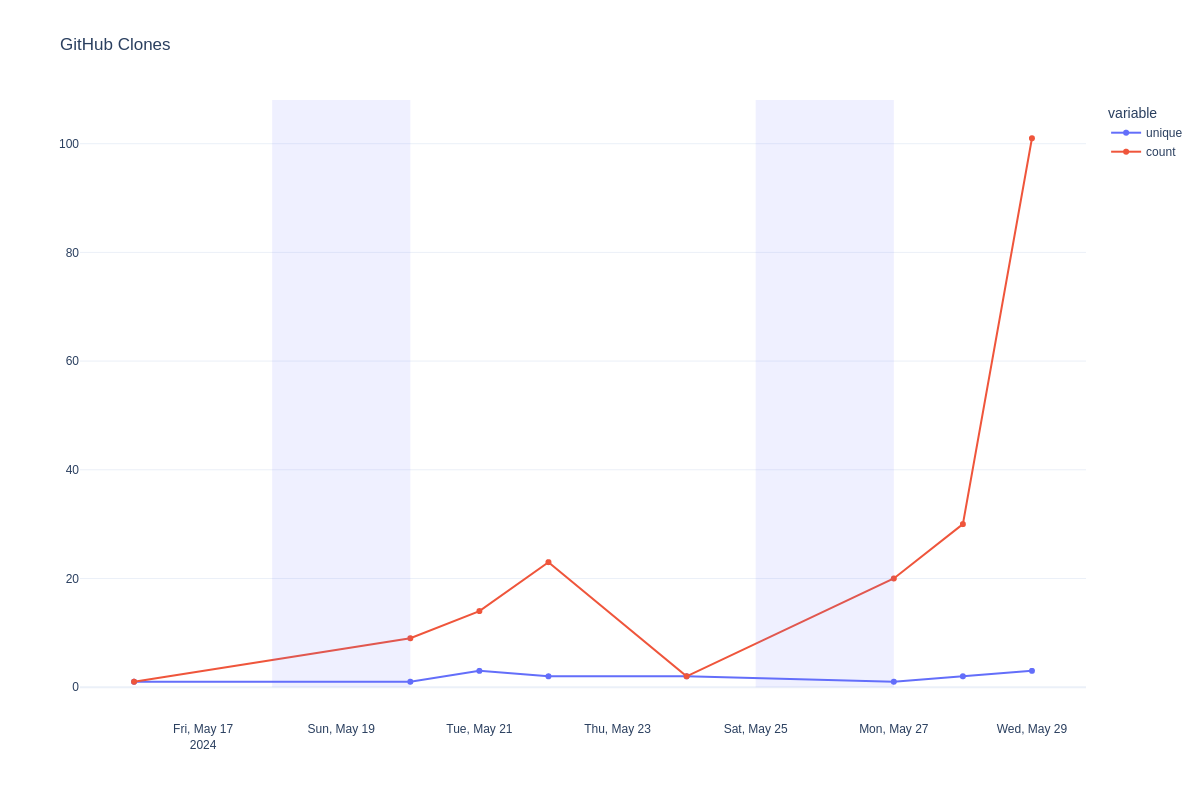 GitHub Clones
variable
unique
count
100
80
60
40
20
0
Fri, May 17
2024
Sun, May 19
Tue, May 21
Thu, May 23
Sat, May 25
Mon, May 27
Wed, May 29